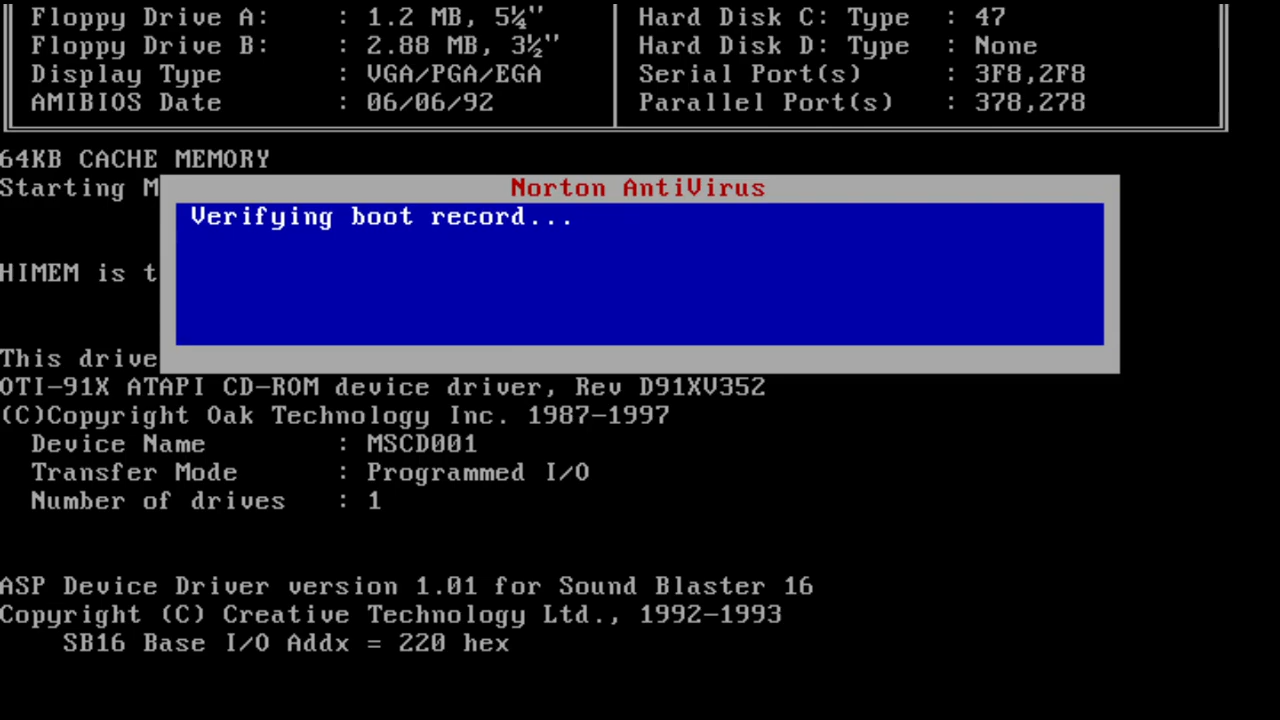 Floppy Drive A: : 1.2 MB, 5¼" Hard Disk C: Type : 47
Floppy Drive B: : 2.88 MB, 3½" Hard Disk D: Type : None
Display Type : VGA/PGA/EGA Serial Port(s) : 3F8,2F8
AMIBIOS Date : 06/06/92 Parallel Port(s) : 378,278
64KB CACHE MEMORY
Starting M
Norton AntiVirus
Verifying boot record...
HIMEM is t
This drive
OTI-91X ATAPI CD-ROM device driver, Rev D91XV352
(C)Copyright Oak Technology Inc. 1987-1997
Device Name : MSCD001
Transfer Mode : Programmed I/O
Number of drives : 1
ASP Device Driver version 1.01 for Sound Blaster 16
Copyright (C) Creative Technology Ltd., 1992-1993
SB16 Base I/O Addx = 220 hex